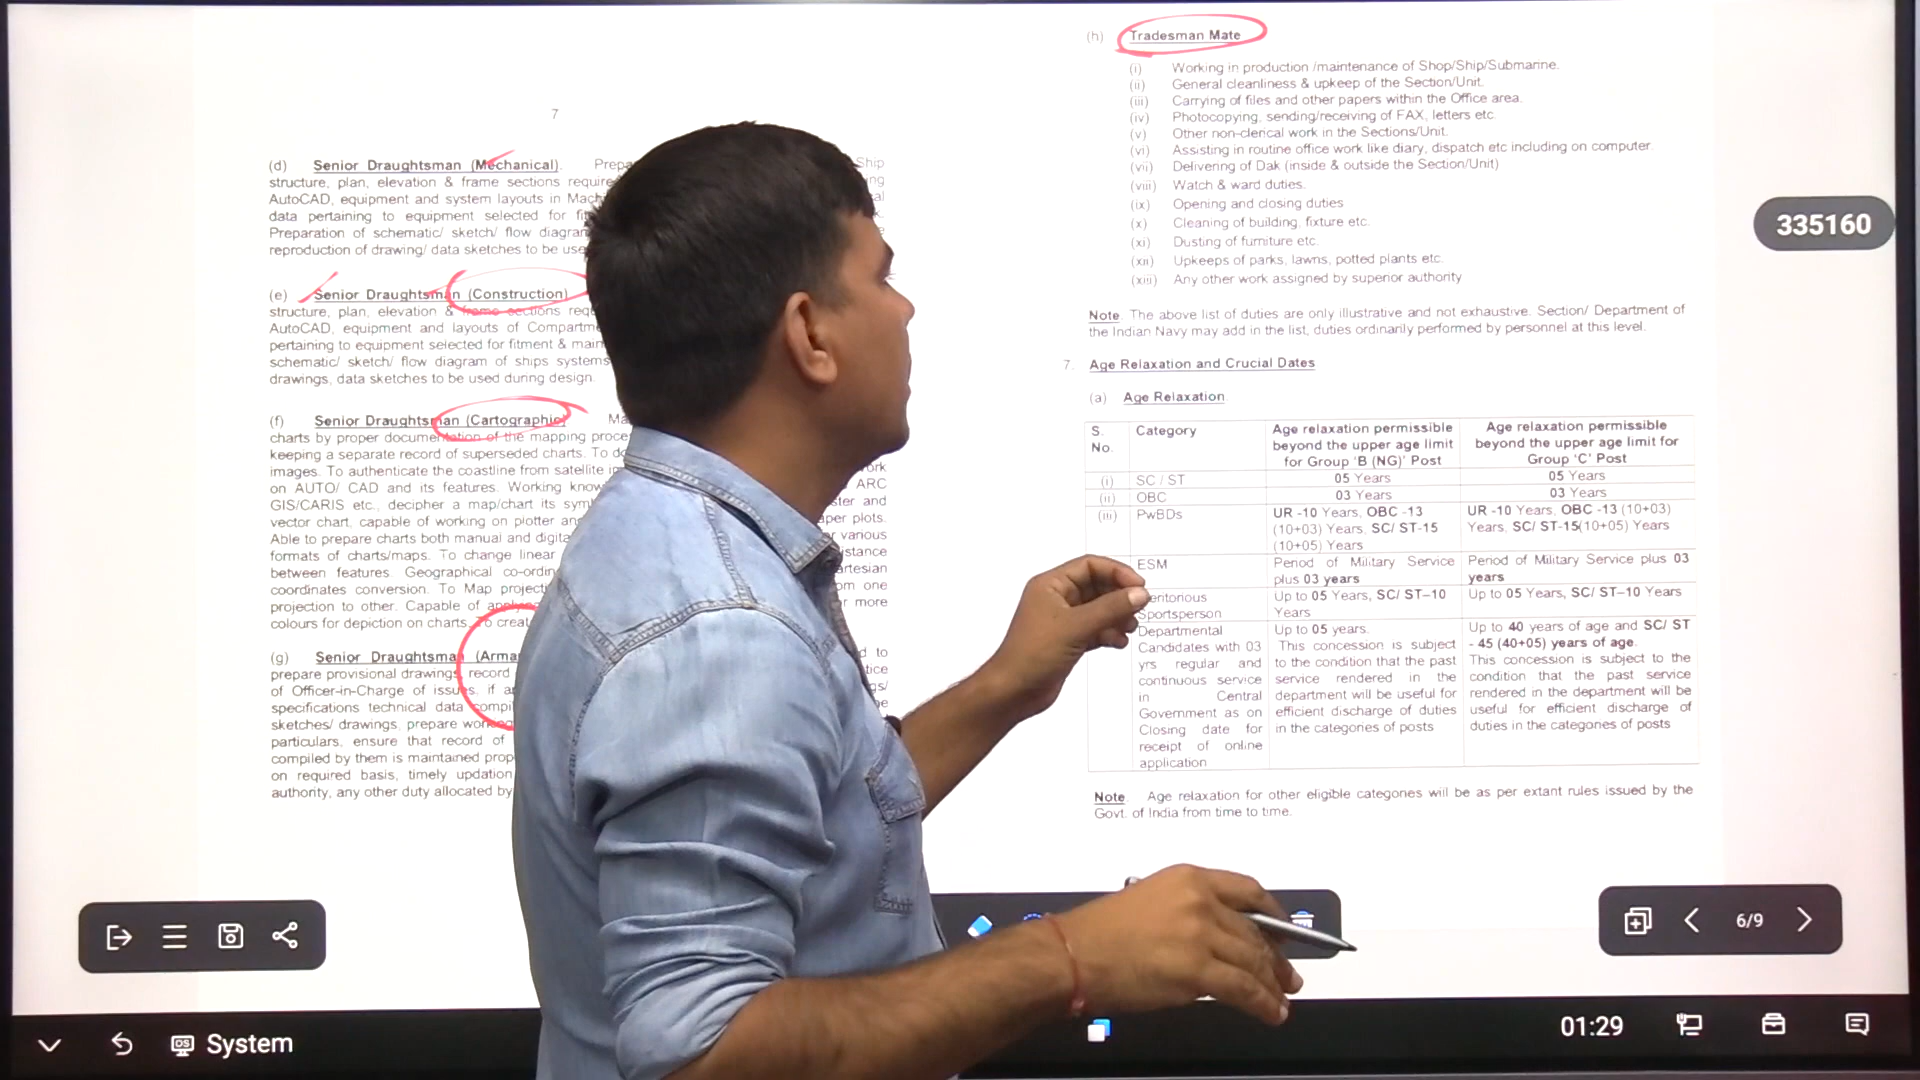 7
(d) Senior Draughtsman (Mechanical). Ship
structure, plan, elevation & frame sections
AutoCAD, equipment and system layouts in
data pertaining to equipment selected for
Preparation of schematic/ sketch/ flow
reproduction of drawing/ data sketches to be
(e) Senior Draughtsman (Construction)
structure, plan, elevation & frame sections
AutoCAD, equipment and layouts of
pertaining to equipment selected for fitment &
schematic/ sketch/ flow diagram of ships systems
drawings, data sketches to be used during design.
(f) Senior Draughtsman (Cartographic)
charts by proper documentation of the mapping
keeping a separate record of superseded charts. To
images. To authenticate the coastline from satellite
on AUTO/ CAD and its features. Working ARC
GIS/CARIS etc., decipher a map/chart its and
vector chart, capable of working on plotter plots.
Able to prepare charts both manual and various
formats of charts/maps. To change linear
between features. Geographical
coordinates conversion. To Map one
projection to other. Capable of more
colours for depiction on charts. To
(g) Senior Draughtsman to
prepare provisional drawings, record
of Officer-in-Charge of issues. if
specifications technical data
sketches/ drawings, prepare
particulars, ensure that record of
compiled by them is maintained
on required basis, timely updation
authority, any other duty allocated by
(h) Tradesman Mate
(i) Working in production /maintenance of Shop/Ship/Submarine.
(ii) General cleanliness & upkeep of the Section/Unit.
(iii) Carrying of files and other papers within the Office area.
(iv) Photocopying, sending/receiving of FAX, letters etc.
(v) Other non-clerical work in the Sections/Unit.
(vi) Assisting in routine office work like diary, dispatch etc including on computer.
(vii) Delivering of Dak (inside & outside the Section/Unit)
(viii) Watch & ward duties.
(ix) Opening and closing duties
(x) Cleaning of building, fixture etc.
(xi) Dusting of furniture etc.
(xii) Upkeeps of parks, lawns, potted plants etc.
(xiii) Any other work assigned by superior authority
Note. The above list of duties are only illustrative and not exhaustive. Section/ Department of
the Indian Navy may add in the list, duties ordinarily performed by personnel at this level.
7. Age Relaxation and Crucial Dates
(a) Age Relaxation
S. No. Category Age relaxation permissible beyond the upper age limit for Group 'B (NG)' Post Age relaxation permissible beyond the upper age limit for Group 'C' Post
(i) SC / ST 05 Years 05 Years
(ii) OBC 03 Years 03 Years
(iii) PwBDs UR -10 Years, OBC -13 (10+03) Years, SC/ ST-15 (10+05) Years UR -10 Years, OBC -13 (10+03) Years, SC/ ST-15(10+05) Years
ESM Period of Military Service plus 03 years Period of Military Service plus 03 years
Sportsperson Up to 05 Years, SC/ ST–10 Years Up to 05 Years, SC/ ST–10 Years
Departmental Candidates with 03 yrs regular and continuous service in Central Government as on Closing date for receipt of online application Up to 05 years. This concession is subject to the condition that the past service rendered in the department will be useful for efficient discharge of duties in the categories of posts Up to 40 years of age and SC/ ST - 45 (40+05) years of age. This concession is subject to the condition that the past service rendered in the department will be useful for efficient discharge of duties in the categories of posts
Note. Age relaxation for other eligible categories will be as per extant rules issued by the
Govt. of India from time to time.
335160
6/9
System
01:29